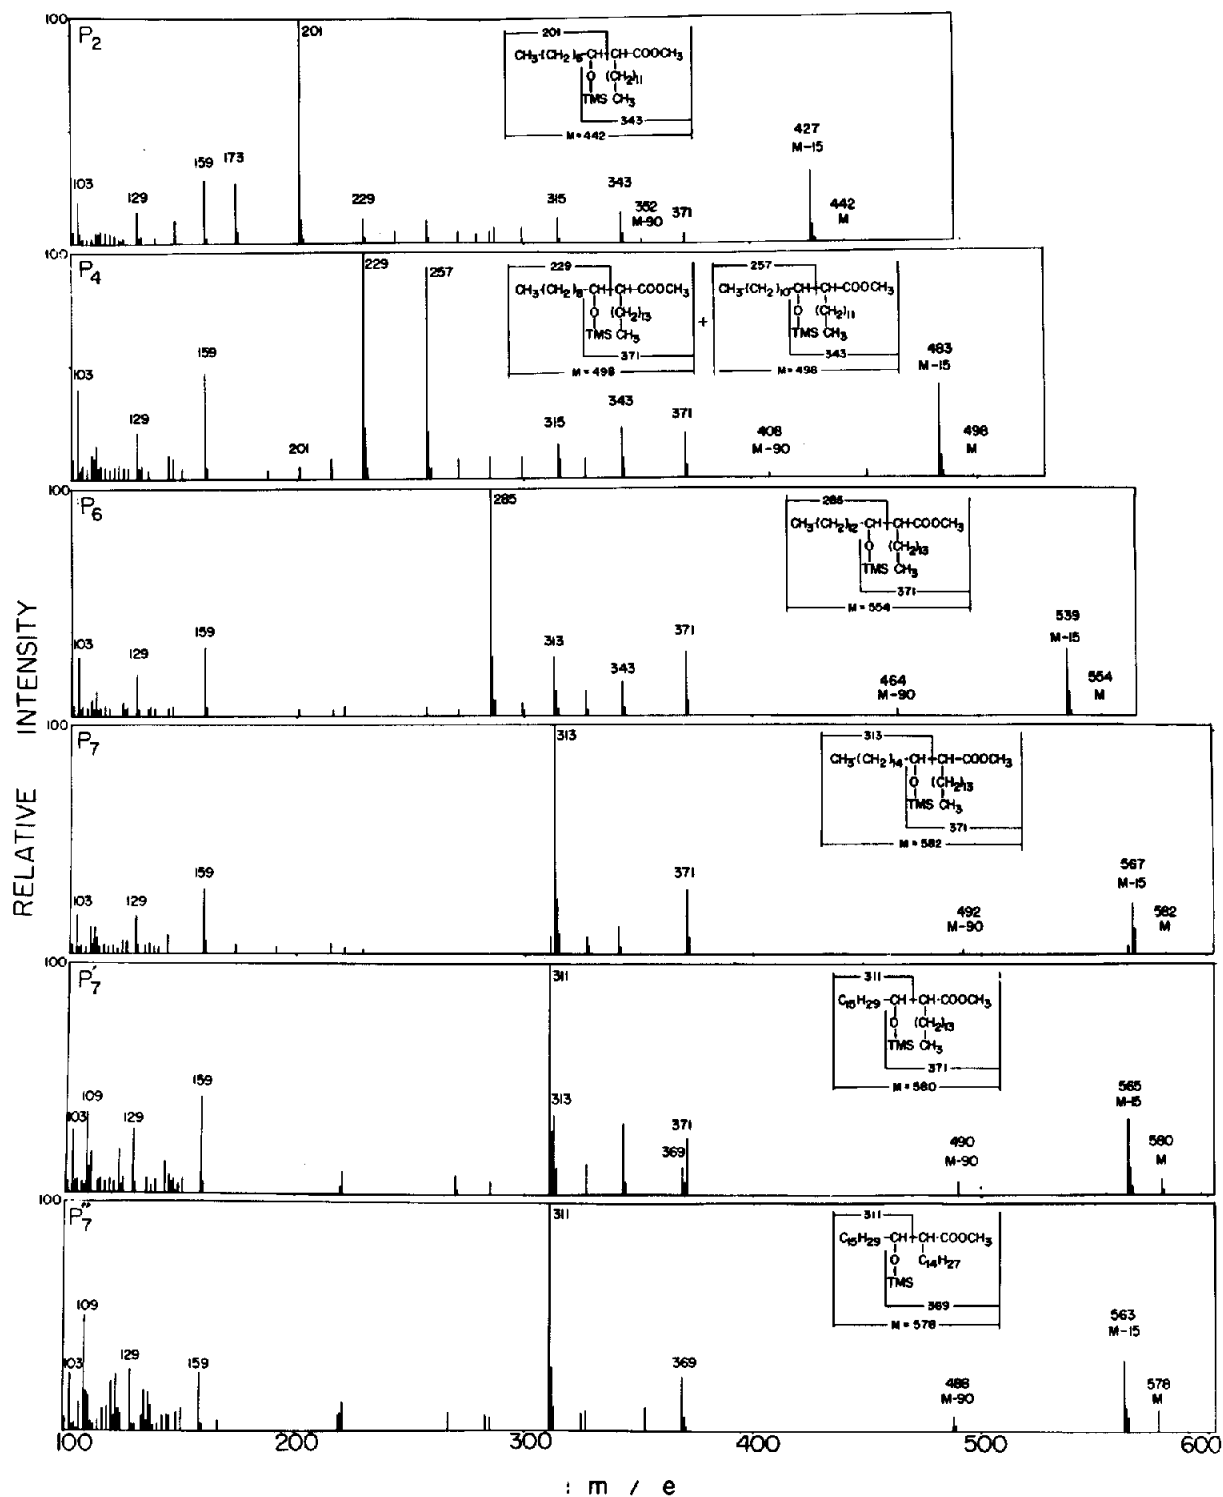 RELATIVE INTENSITY
100
P2
201
103
129
159 173
229
315
343
352
M-90
371
427
M-15
442
M
201
CH3-(CH2)8-CH-CH-COOCH3
O (CH2)11
TMS CH3
343
M=442
100
P4
229
257
103
129
159
201
315
343
371
408
M-90
483
M-15
498
M
229
CH3-(CH2)8-CH-CH-COOCH3
O (CH2)13
TMS CH3
371
M=498
+
257
CH3-(CH2)10-CH-CH-COOCH3
O (CH2)11
TMS CH3
343
M=498
100
P6
285
103
129
159
313
343
371
464
M-90
539
M-15
554
M
285
CH3-(CH2)12-CH-CH-COOCH3
O (CH2)13
TMS CH3
371
M=554
100
P7
313
103
129
159
371
492
M-90
567
M-15
582
M
313
CH3-(CH2)14-CH-CH-COOCH3
O (CH2)13
TMS CH3
371
M=582
100
P7'
311
103
109
129
159
313
369
371
490
M-90
565
M-15
580
M
311
C15H29-CH-CH-COOCH3
O (CH2)13
TMS CH3
371
M=580
100
P7''
311
103
109
129
159
369
488
M-90
563
M-15
578
M
311
C15H29-CH-CH-COOCH3
O C14H27
TMS
369
M=578
100 200 300 400 500 600
: m / e